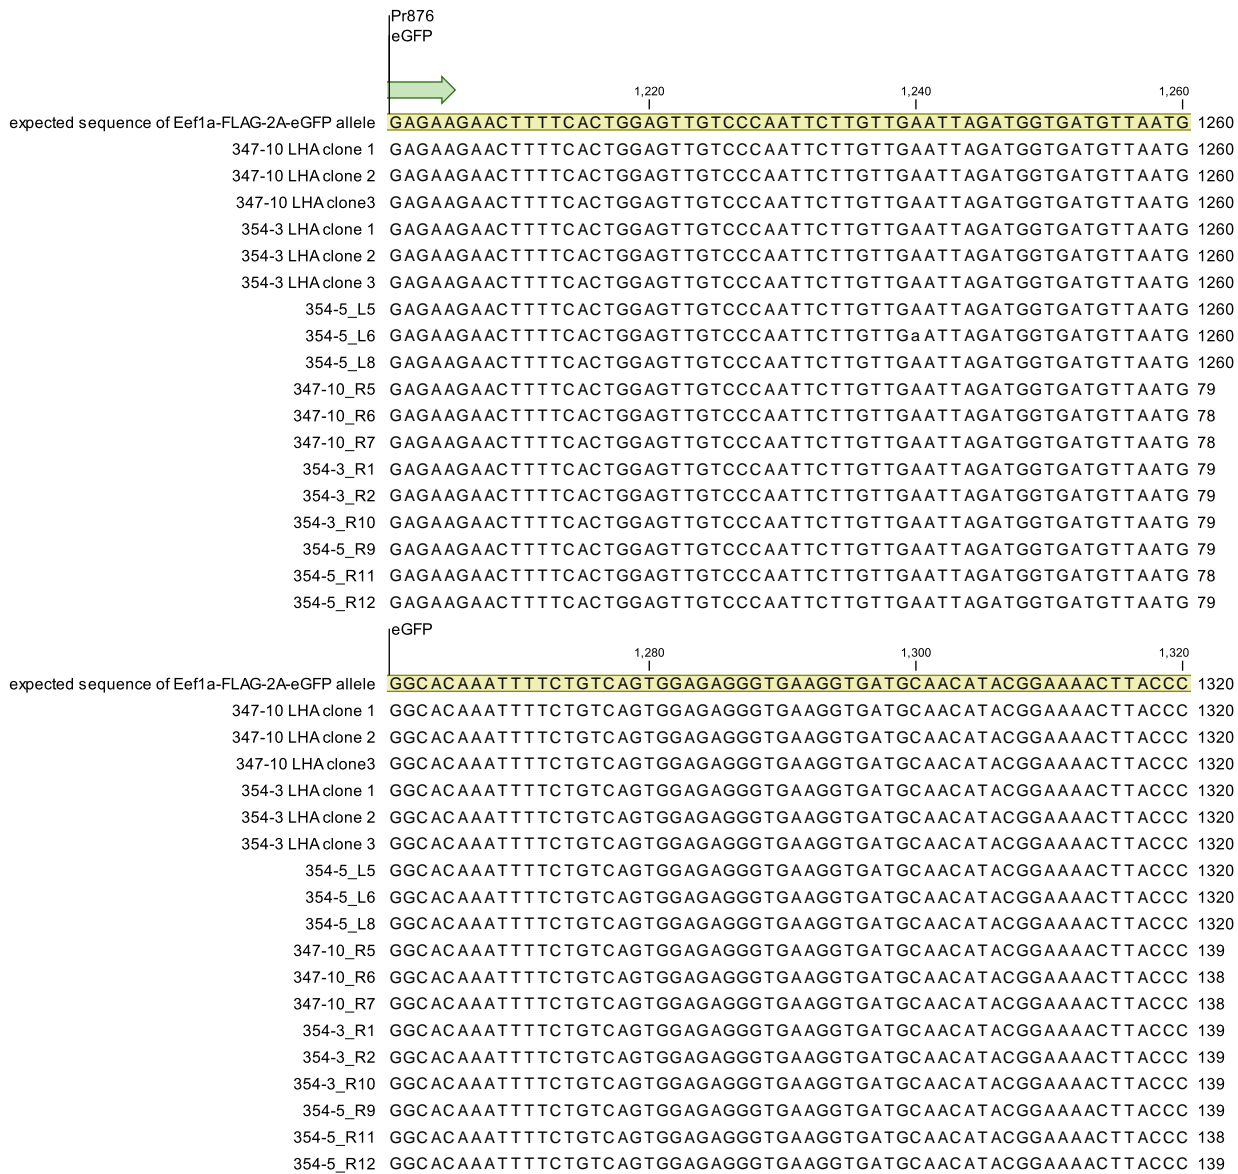 Pr876
eGFP
1,220 1,240 1,260
expected sequence of Eef1a-FLAG-2A-eGFP allele GAGAAGAACTTTTCACTGGAGTTGTCCCAATTCTTGTTGAATTAGATGGTGATGTTAATG 1260
347-10 LHA clone 1 GAGAAGAACTTTTCACTGGAGTTGTCCCAATTCTTGTTGAATTAGATGGTGATGTTAATG 1260
347-10 LHA clone 2 GAGAAGAACTTTTCACTGGAGTTGTCCCAATTCTTGTTGAATTAGATGGTGATGTTAATG 1260
347-10 LHA clone3 GAGAAGAACTTTTCACTGGAGTTGTCCCAATTCTTGTTGAATTAGATGGTGATGTTAATG 1260
354-3 LHA clone 1 GAGAAGAACTTTTCACTGGAGTTGTCCCAATTCTTGTTGAATTAGATGGTGATGTTAATG 1260
354-3 LHA clone 2 GAGAAGAACTTTTCACTGGAGTTGTCCCAATTCTTGTTGAATTAGATGGTGATGTTAATG 1260
354-3 LHA clone 3 GAGAAGAACTTTTCACTGGAGTTGTCCCAATTCTTGTTGAATTAGATGGTGATGTTAATG 1260
354-5_L5 GAGAAGAACTTTTCACTGGAGTTGTCCCAATTCTTGTTGAATTAGATGGTGATGTTAATG 1260
354-5_L6 GAGAAGAACTTTTCACTGGAGTTGTCCCAATTCTTGTTGaATTAGATGGTGATGTTAATG 1260
354-5_L8 GAGAAGAACTTTTCACTGGAGTTGTCCCAATTCTTGTTGAATTAGATGGTGATGTTAATG 1260
347-10_R5 GAGAAGAACTTTTCACTGGAGTTGTCCCAATTCTTGTTGAATTAGATGGTGATGTTAATG 79
347-10_R6 GAGAAGAACTTTTCACTGGAGTTGTCCCAATTCTTGTTGAATTAGATGGTGATGTTAATG 78
347-10_R7 GAGAAGAACTTTTCACTGGAGTTGTCCCAATTCTTGTTGAATTAGATGGTGATGTTAATG 78
354-3_R1 GAGAAGAACTTTTCACTGGAGTTGTCCCAATTCTTGTTGAATTAGATGGTGATGTTAATG 79
354-3_R2 GAGAAGAACTTTTCACTGGAGTTGTCCCAATTCTTGTTGAATTAGATGGTGATGTTAATG 79
354-3_R10 GAGAAGAACTTTTCACTGGAGTTGTCCCAATTCTTGTTGAATTAGATGGTGATGTTAATG 79
354-5_R9 GAGAAGAACTTTTCACTGGAGTTGTCCCAATTCTTGTTGAATTAGATGGTGATGTTAATG 79
354-5_R11 GAGAAGAACTTTTCACTGGAGTTGTCCCAATTCTTGTTGAATTAGATGGTGATGTTAATG 78
354-5_R12 GAGAAGAACTTTTCACTGGAGTTGTCCCAATTCTTGTTGAATTAGATGGTGATGTTAATG 79
eGFP
1,280 1,300 1,320
expected sequence of Eef1a-FLAG-2A-eGFP allele GGCACAAATTTTCTGTCAGTGGAGAGGGTGAAGGTGATGCAACATACGGAAAACTTACCC 1320
347-10 LHA clone 1 GGCACAAATTTTCTGTCAGTGGAGAGGGTGAAGGTGATGCAACATACGGAAAACTTACCC 1320
347-10 LHA clone 2 GGCACAAATTTTCTGTCAGTGGAGAGGGTGAAGGTGATGCAACATACGGAAAACTTACCC 1320
347-10 LHA clone3 GGCACAAATTTTCTGTCAGTGGAGAGGGTGAAGGTGATGCAACATACGGAAAACTTACCC 1320
354-3 LHA clone 1 GGCACAAATTTTCTGTCAGTGGAGAGGGTGAAGGTGATGCAACATACGGAAAACTTACCC 1320
354-3 LHA clone 2 GGCACAAATTTTCTGTCAGTGGAGAGGGTGAAGGTGATGCAACATACGGAAAACTTACCC 1320
354-3 LHA clone 3 GGCACAAATTTTCTGTCAGTGGAGAGGGTGAAGGTGATGCAACATACGGAAAACTTACCC 1320
354-5_L5 GGCACAAATTTTCTGTCAGTGGAGAGGGTGAAGGTGATGCAACATACGGAAAACTTACCC 1320
354-5_L6 GGCACAAATTTTCTGTCAGTGGAGAGGGTGAAGGTGATGCAACATACGGAAAACTTACCC 1320
354-5_L8 GGCACAAATTTTCTGTCAGTGGAGAGGGTGAAGGTGATGCAACATACGGAAAACTTACCC 1320
347-10_R5 GGCACAAATTTTCTGTCAGTGGAGAGGGTGAAGGTGATGCAACATACGGAAAACTTACCC 139
347-10_R6 GGCACAAATTTTCTGTCAGTGGAGAGGGTGAAGGTGATGCAACATACGGAAAACTTACCC 138
347-10_R7 GGCACAAATTTTCTGTCAGTGGAGAGGGTGAAGGTGATGCAACATACGGAAAACTTACCC 138
354-3_R1 GGCACAAATTTTCTGTCAGTGGAGAGGGTGAAGGTGATGCAACATACGGAAAACTTACCC 139
354-3_R2 GGCACAAATTTTCTGTCAGTGGAGAGGGTGAAGGTGATGCAACATACGGAAAACTTACCC 139
354-3_R10 GGCACAAATTTTCTGTCAGTGGAGAGGGTGAAGGTGATGCAACATACGGAAAACTTACCC 139
354-5_R9 GGCACAAATTTTCTGTCAGTGGAGAGGGTGAAGGTGATGCAACATACGGAAAACTTACCC 139
354-5_R11 GGCACAAATTTTCTGTCAGTGGAGAGGGTGAAGGTGATGCAACATACGGAAAACTTACCC 138
354-5_R12 GGCACAAATTTTCTGTCAGTGGAGAGGGTGAAGGTGATGCAACATACGGAAAACTTACCC 139